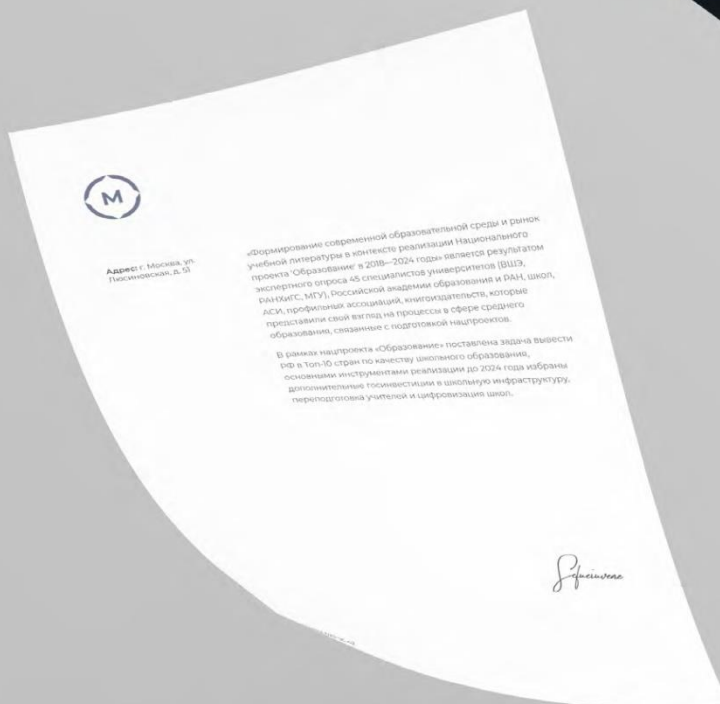 М
Адрес: г. Москва, ул.
Люсиновская, д. 51
«Формирование современной образовательной среды и рынок
учебной литературы в контексте реализации Национального
проекта 'Образование' в 2018—2024 годы» является результатом
экспертного опроса 45 специалистов университетов (ВШЭ,
РАНХиГС, МГУ), Российской академии образования и РАН, школ,
АСИ, профильных ассоциаций, книгоиздательств, которые
представили свой взгляд на процессы в сфере среднего
образования, связанные с подготовкой нацпроектов.
В рамках нацпроекта «Образование» поставлена задача вывести
РФ в Топ-10 стран по качеству школьного образования,
основными инструментами реализации до 2024 года избраны
дополнительные госинвестиции в школьную инфраструктуру,
переподготовка учителей и цифровизация школ.